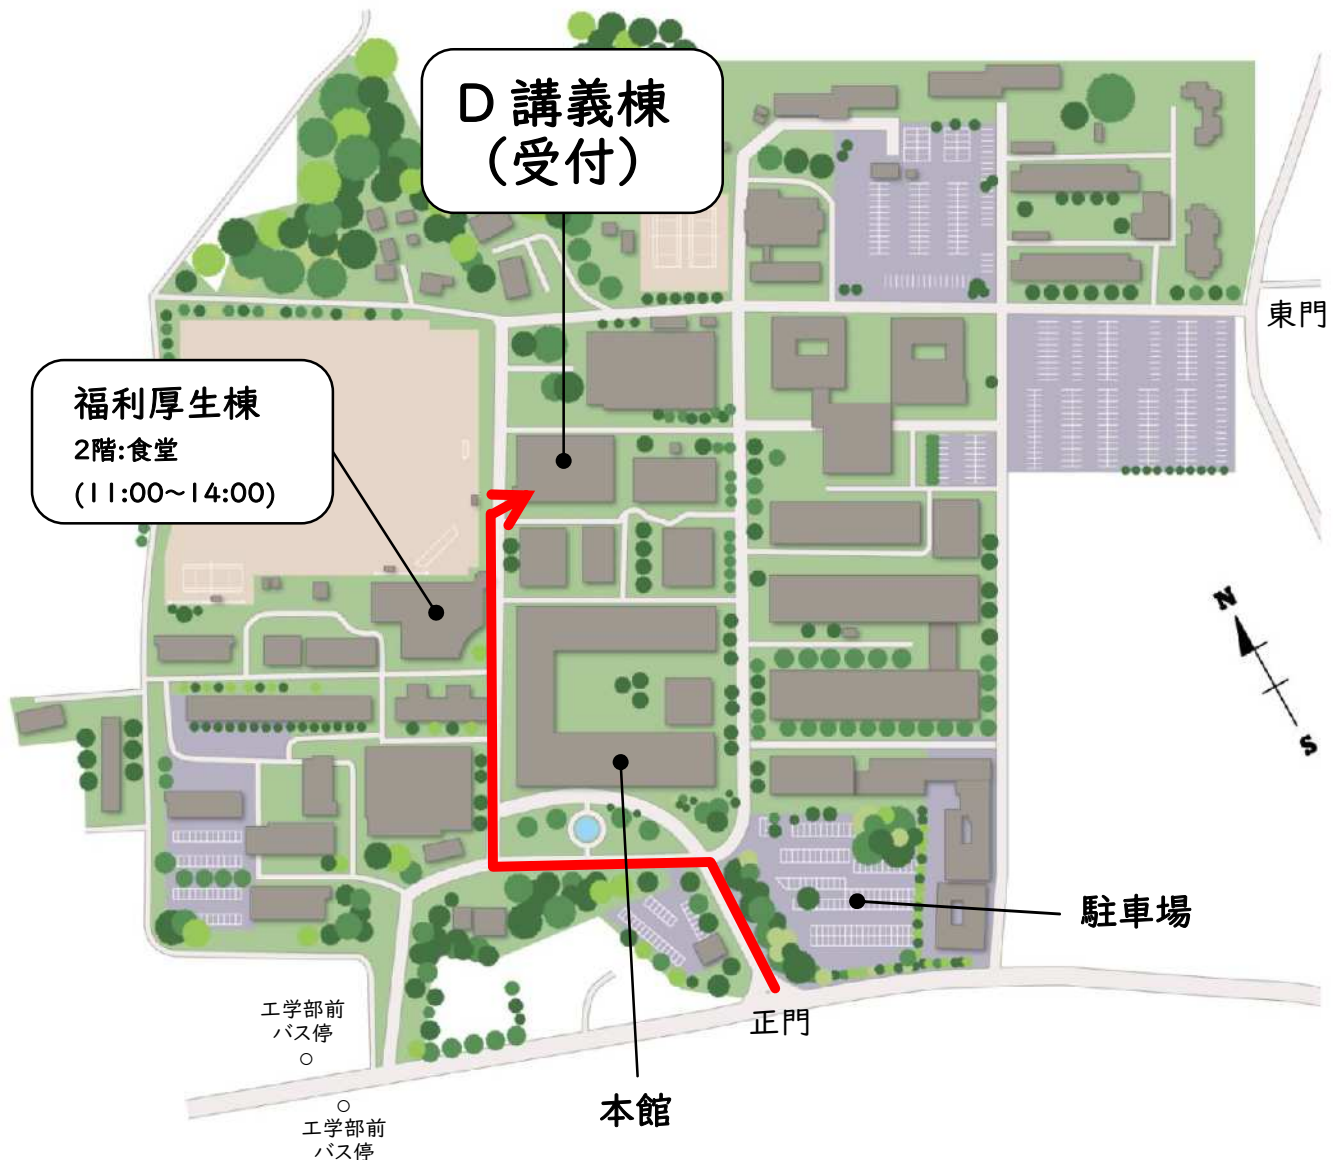 D 講義棟
(受付)
東門
福利厚生棟
2階:食堂
(11:00~14:00)
N
S
駐車場
工学部前
バス停
正門
本館
工学部前
バス停